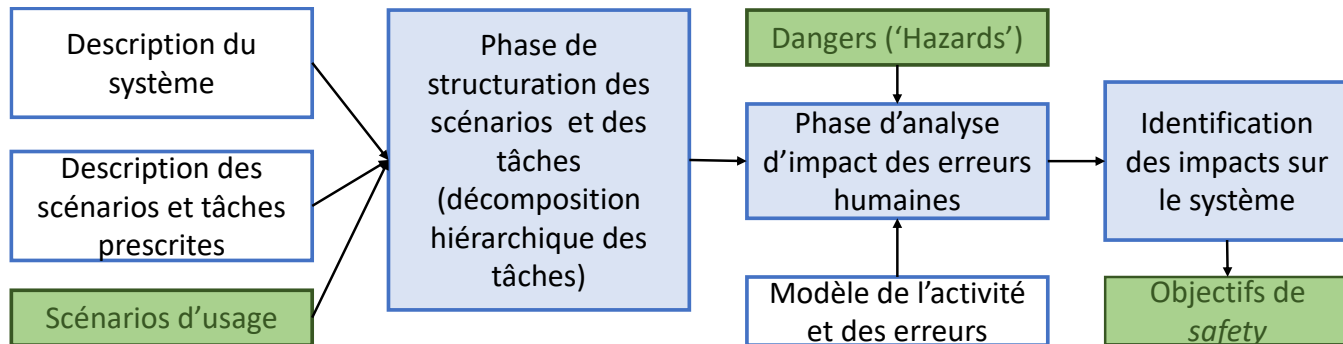 Description du
système
Description des
scénarios et tâches
prescrites
Scénarios d’usage
Phase de
structuration des
scénarios et des
tâches
(décomposition
hiérarchique des
tâches)
Dangers (‘Hazards’)
Phase d’analyse
d’impact des erreurs
humaines
Modèle de l’activité
et des erreurs
Identification
des impacts sur
le système
Objectifs de
safety